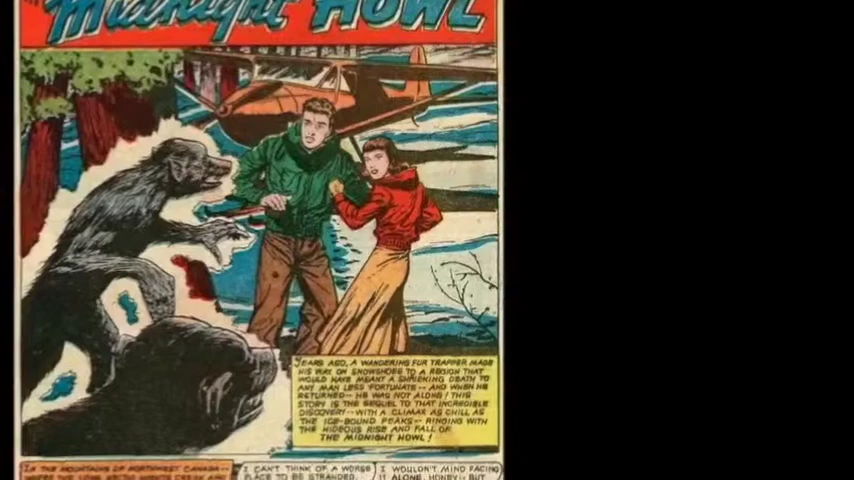 Midnight HOWL
YEARS AGO, A WANDERING FUR TRAPPER MADE
HIS WAY ON SNOWSHOES TO A REGION THAT
WOULD HAVE MEANT A SHRIEKING DEATH TO
ANY MAN LESS FORTUNATE -- AND WHEN HE
RETURNED -- HE WAS NOT ALONE! THIS
STORY IS THE SEQUEL TO THAT INCREDIBLE
DISCOVERY -- WITH A CLIMAX AS CHILL AS
THE ICE-BOUND PEAKS -- RINGING WITH
THE HIDEOUS RISE AND FALL OF
THE MIDNIGHT HOWL!
IN THE MOUNTAINS OF NORTHWEST CANADA --
I CAN'T THINK OF A WORSE
PLACE TO BE STRANDED,
I WOULDN'T MIND FACING
IT ALONE, HONEY -- BUT